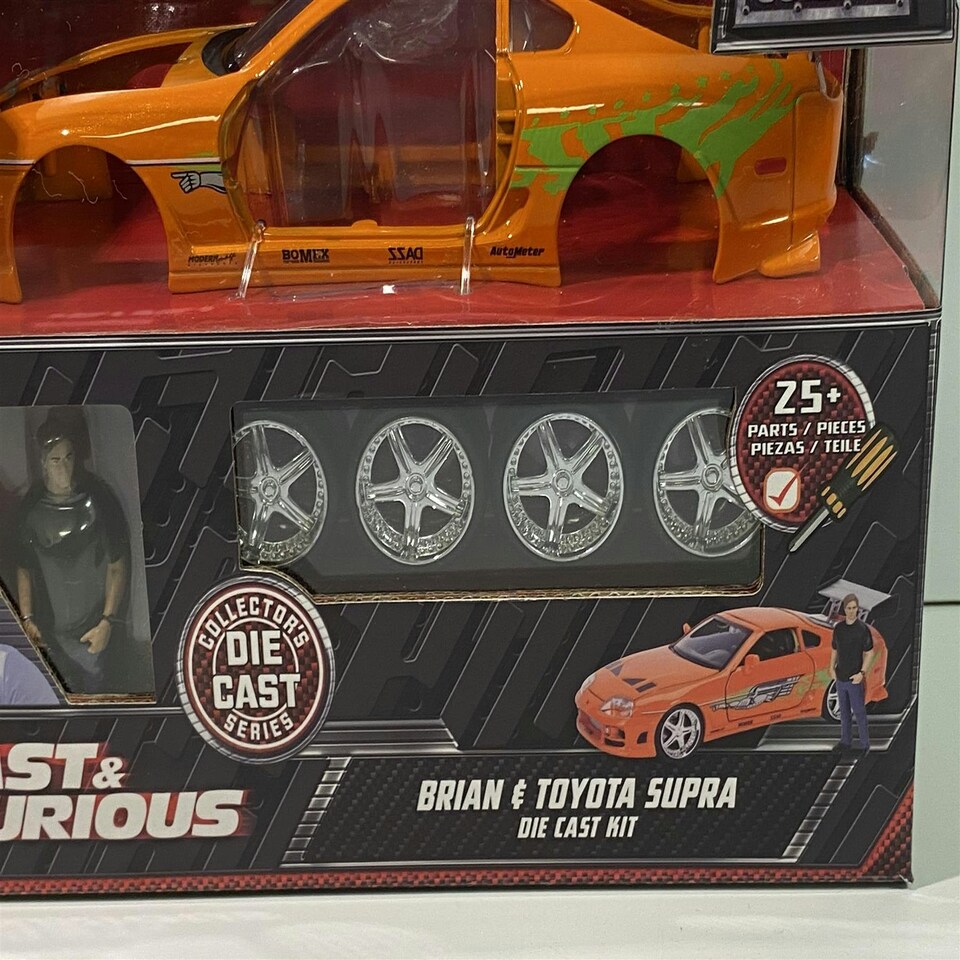 BOMEX
DAZZ
AutoMeter
25+
PARTS / PIECES
PIEZAS / TEILE
COLLECTOR'S
DIE
CAST
SERIES
AST &
URIOUS
BRIAN & TOYOTA SUPRA
DIE CAST KIT